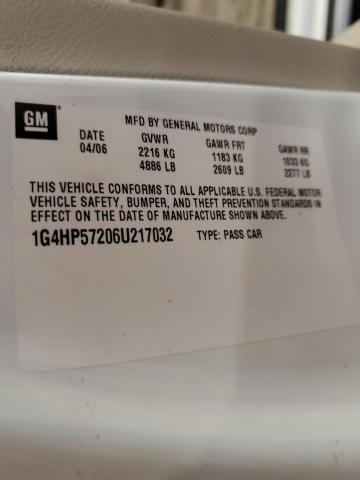 GM
MFD BY GENERAL MOTORS CORP
DATE GVWR GAWR FRT GAWR RR
04/06 2216 KG 1183 KG 1033 KG
4886 LB 2609 LB 2277 LB
THIS VEHICLE CONFORMS TO ALL APPLICABLE U.S. FEDERAL MOTOR
VEHICLE SAFETY, BUMPER, AND THEFT PREVENTION STANDARDS IN
EFFECT ON THE DATE OF MANUFACTURE SHOWN ABOVE.
1G4HP57206U217032 TYPE: PASS CAR